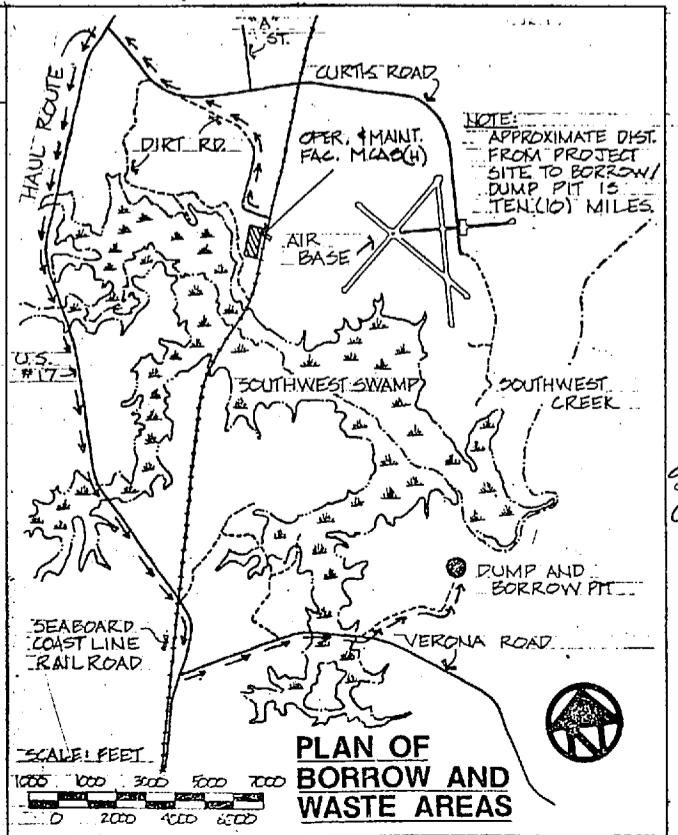 "A"
ST.
CURTIS ROAD
HAUL ROUTE
DIRT RD.
OPER. & MAINT.
FAC. MCAS(H)
NOTE:
APPROXIMATE DIST.
FROM PROJECT
SITE TO BORROW/
DUMP PIT IS
TEN (10) MILES.
AIR
BASE
U.S.
#17
SOUTHWEST SWAMP
SOUTHWEST
CREEK
DUMP AND
BORROW PIT
SEABOARD
COAST LINE
RAILROAD
VERONA ROAD
SCALE: FEET
1000 1000 3000 5000 7000
0 2000 4000 6000
PLAN OF
BORROW AND
WASTE AREAS